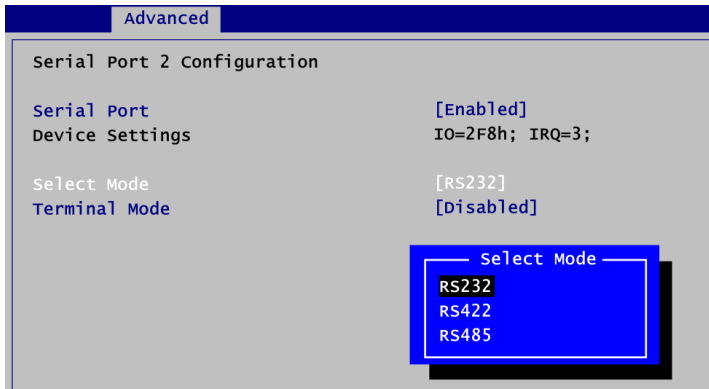 Advanced
Serial Port 2 Configuration
Serial Port [Enabled]
Device Settings IO=2F8h; IRQ=3;
Select Mode [RS232]
Terminal Mode [Disabled]
Select Mode
RS232
RS422
RS485